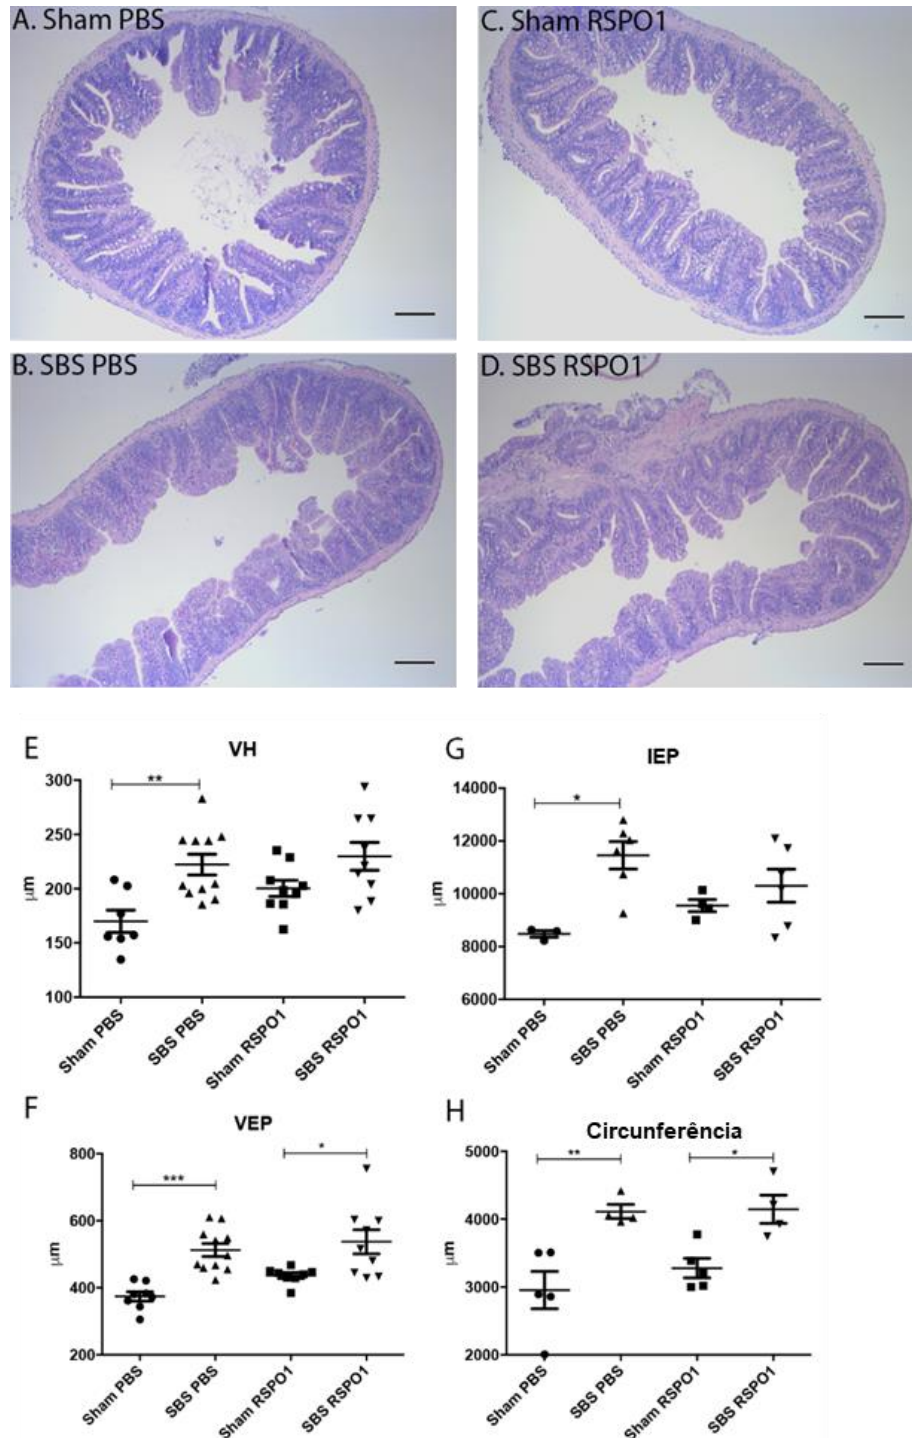 A. Sham PBS
C. Sham RSPO1
B. SBS PBS
D. SBS RSPO1
E
VH
300
250
200
150
100
μm
**
Sham PBS
SBS PBS
Sham RSPO1
SBS RSPO1
G
IEP
14000
12000
10000
8000
6000
μm
*
Sham PBS
SBS PBS
Sham RSPO1
SBS RSPO1
F
VEP
800
600
400
200
μm
***
*
Sham PBS
SBS PBS
Sham RSPO1
SBS RSPO1
H
Circunferência
5000
4000
3000
2000
μm
**
*
Sham PBS
SBS PBS
Sham RSPO1
SBS RSPO1